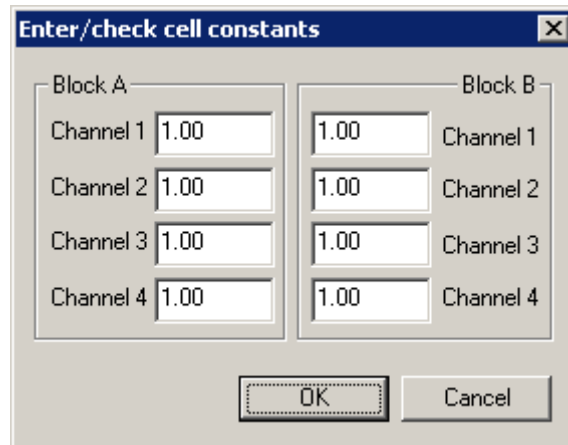 Enter/check cell constants
Block A Block B
Channel 1 1.00 1.00 Channel 1
Channel 2 1.00 1.00 Channel 2
Channel 3 1.00 1.00 Channel 3
Channel 4 1.00 1.00 Channel 4
OK Cancel